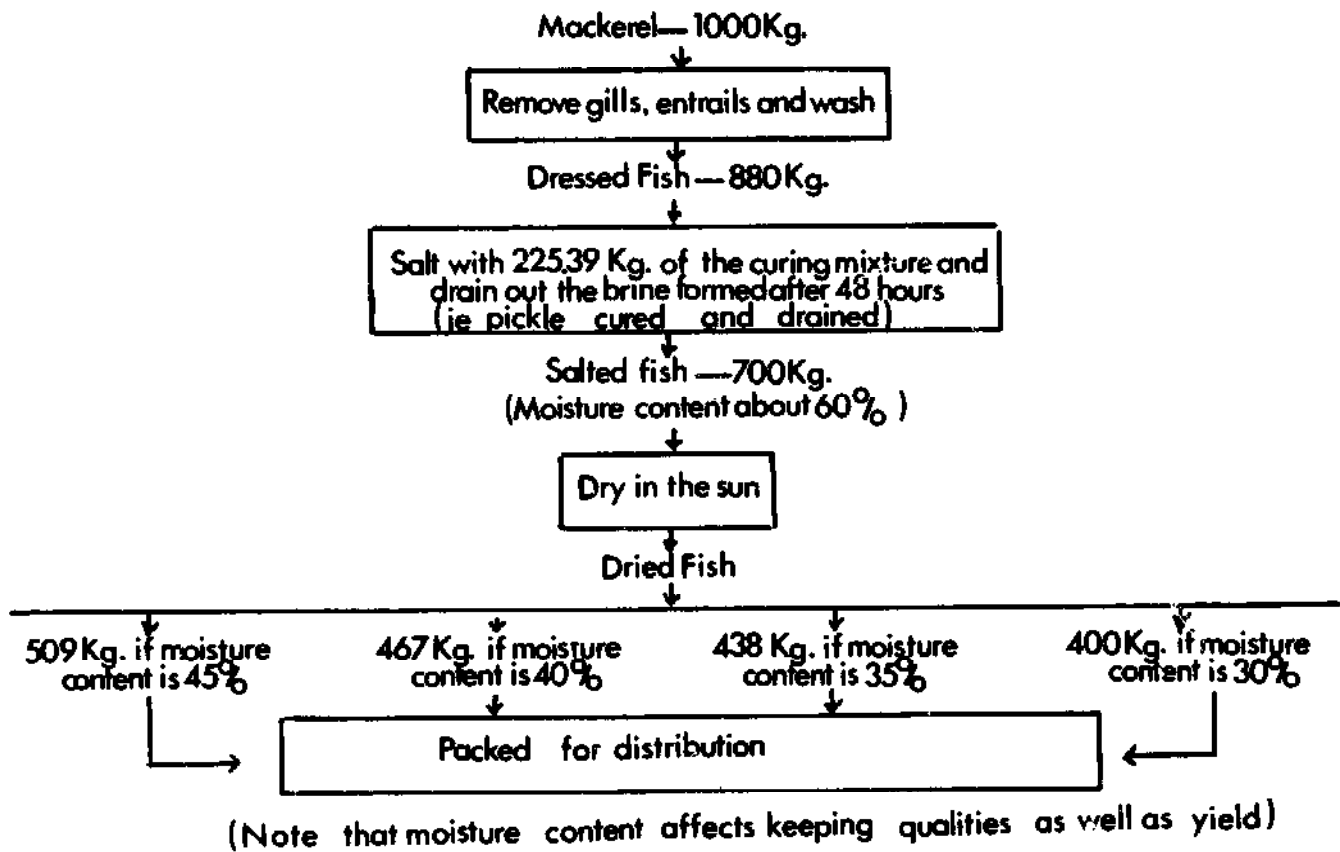 Mackerel—1000Kg.
Remove gills, entrails and wash
Dressed Fish—880Kg.
Salt with 225.39 Kg. of the curing mixture and
drain out the brine formed after 48 hours
(ie pickle cured and drained)
Salted fish—700Kg.
(Moisture content about 60%)
Dry in the sun
Dried Fish
509 Kg. if moisture
content is 45%
467 Kg. if moisture
content is 40%
438 Kg. if moisture
content is 35%
400 Kg. if moisture
content is 30%
Packed for distribution
(Note that moisture content affects keeping qualities as well as yield)